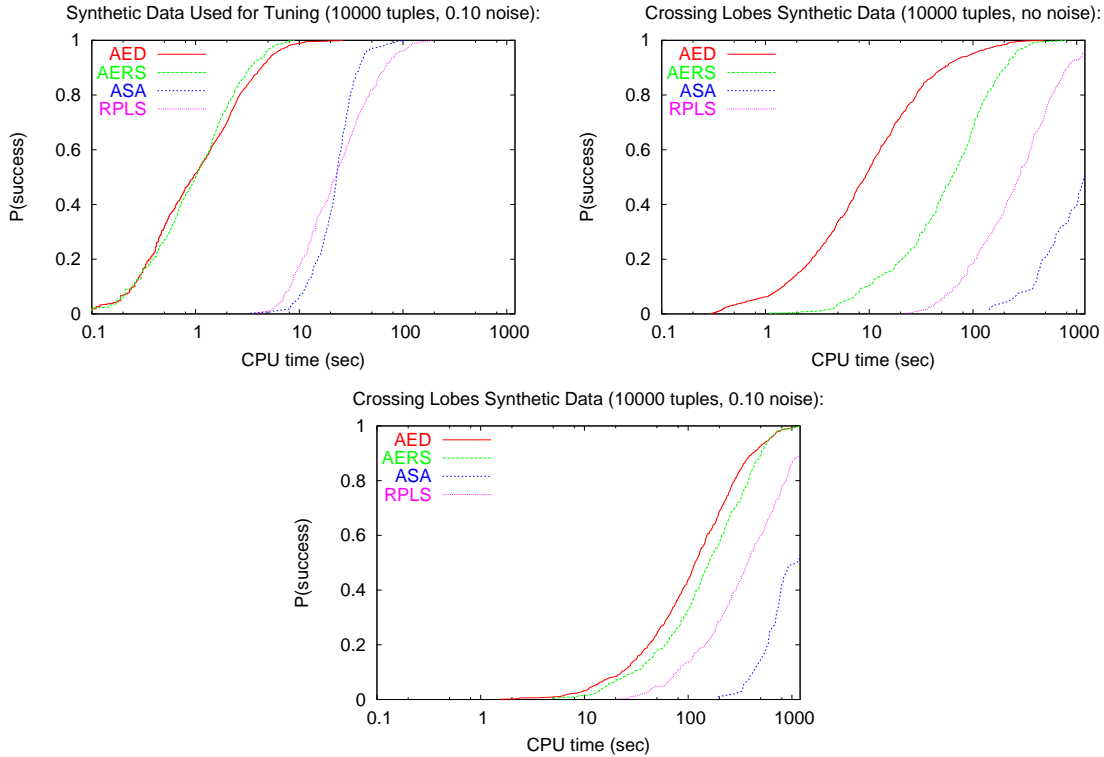 Synthetic Data Used for Tuning (10000 tuples, 0.10 noise):
1
0.8
0.6
0.4
0.2
0
P(success)
AED
AERS
ASA
RPLS
0.1
1
10
100
1000
CPU time (sec)
Crossing Lobes Synthetic Data (10000 tuples, no noise):
1
0.8
0.6
0.4
0.2
0
P(success)
AED
AERS
ASA
RPLS
0.1
1
10
100
1000
CPU time (sec)
Crossing Lobes Synthetic Data (10000 tuples, 0.10 noise):
1
0.8
0.6
0.4
0.2
0
P(success)
AED
AERS
ASA
RPLS
0.1
1
10
100
1000
CPU time (sec)